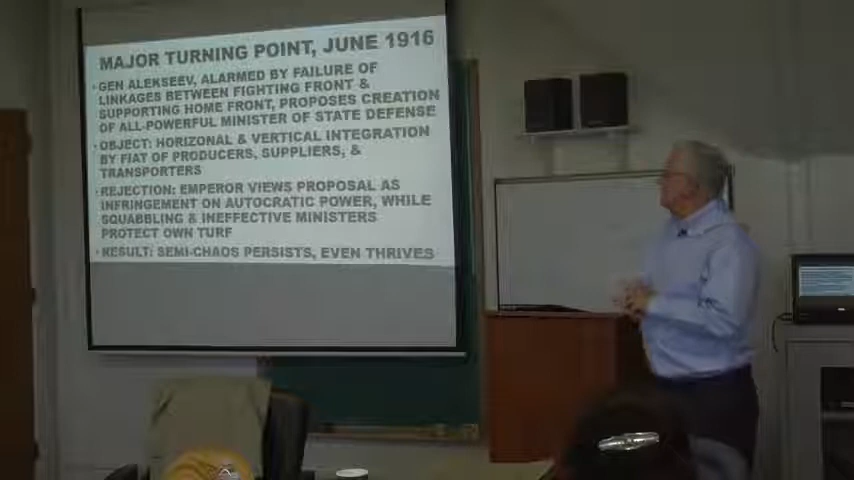 MAJOR TURNING POINT, JUNE 1916
• GEN ALEKSEEV, ALARMED BY FAILURE OF
LINKAGES BETWEEN FIGHTING FRONT &
SUPPORTING HOME FRONT, PROPOSES CREATION
OF ALL-POWERFUL MINISTER OF STATE DEFENSE
• OBJECT: HORIZONAL & VERTICAL INTEGRATION
BY FIAT OF PRODUCERS, SUPPLIERS, &
TRANSPORTERS
• REJECTION: EMPEROR VIEWS PROPOSAL AS
INFRINGEMENT ON AUTOCRATIC POWER, WHILE
SQUABBLING & INEFFECTIVE MINISTERS
PROTECT OWN TURF
• RESULT: SEMI-CHAOS PERSISTS, EVEN THRIVES